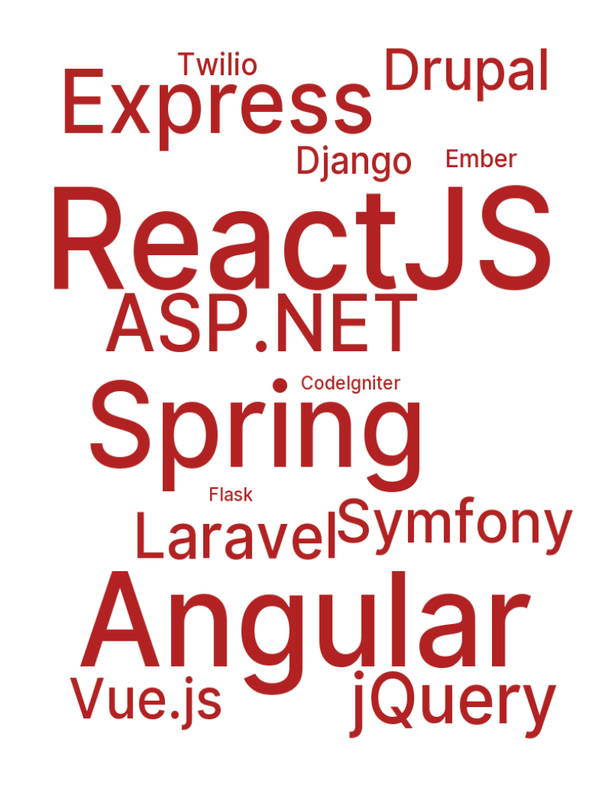 Twilio
Drupal
Express
Django
Ember
ReactJS
ASP.NET
CodeIgniter
Spring
Flask
Symfony
Laravel
Angular
Vue.js
jQuery